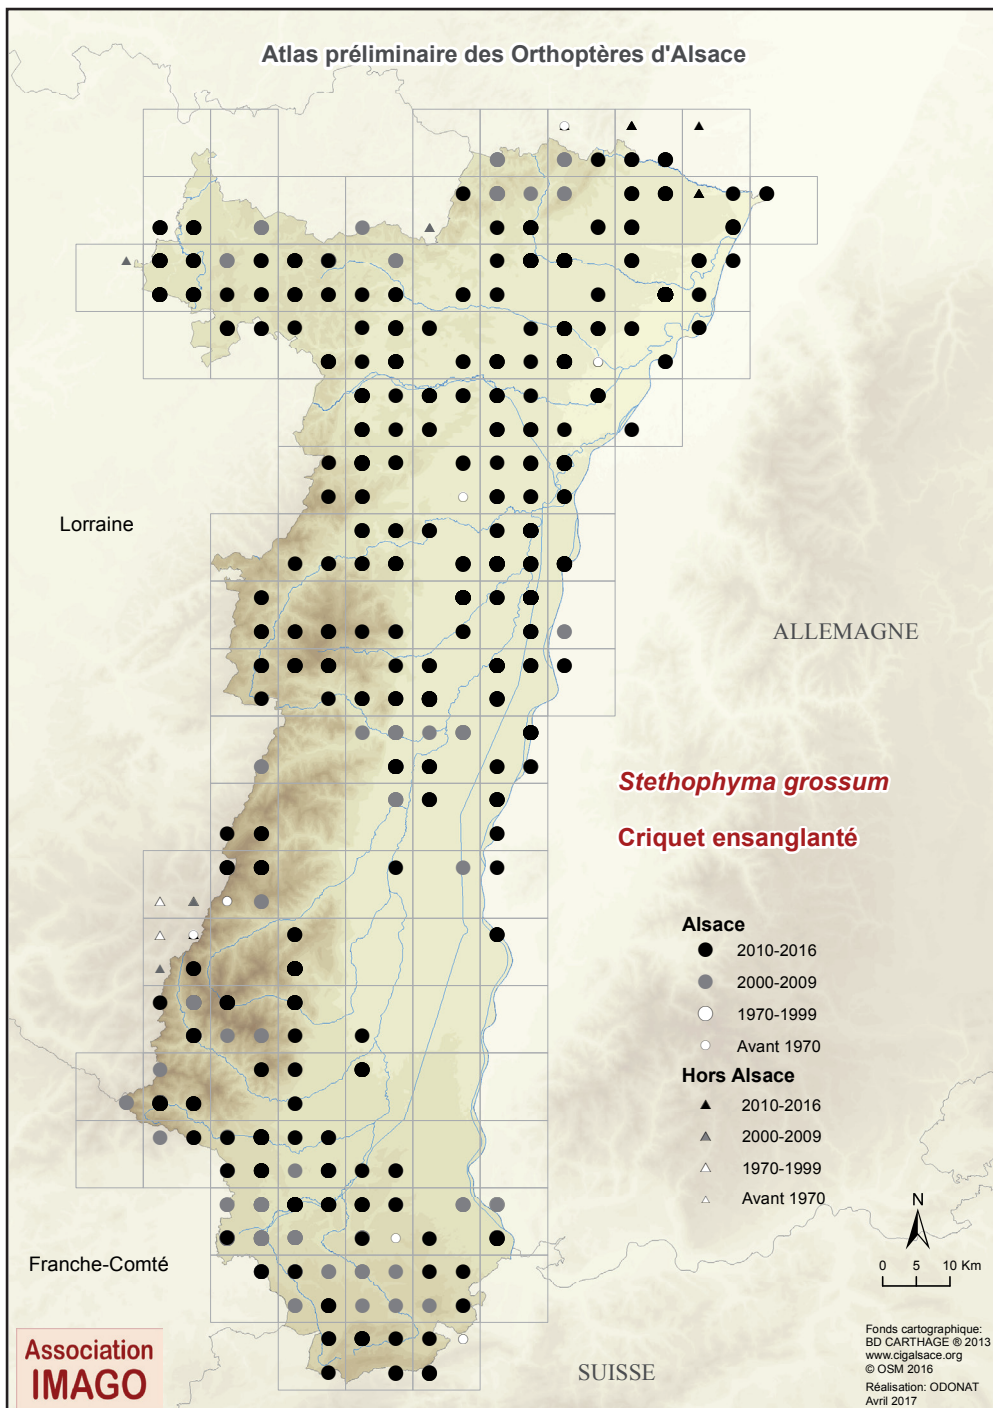 Atlas préliminaire des Orthoptères d'Alsace
Lorraine
ALLEMAGNE
Stethophyma grossum
Criquet ensanglanté
Alsace
2010-2016
2000-2009
1970-1999
Avant 1970
Hors Alsace
2010-2016
2000-2009
1970-1999
Avant 1970
N
0 5 10 Km
Franche-Comté
SUISSE
Association
IMAGO
Fonds cartographique:
BD CARTHAGE ® 2013
www.cigalsace.org
© OSM 2016
Réalisation: ODONAT
Avril 2017